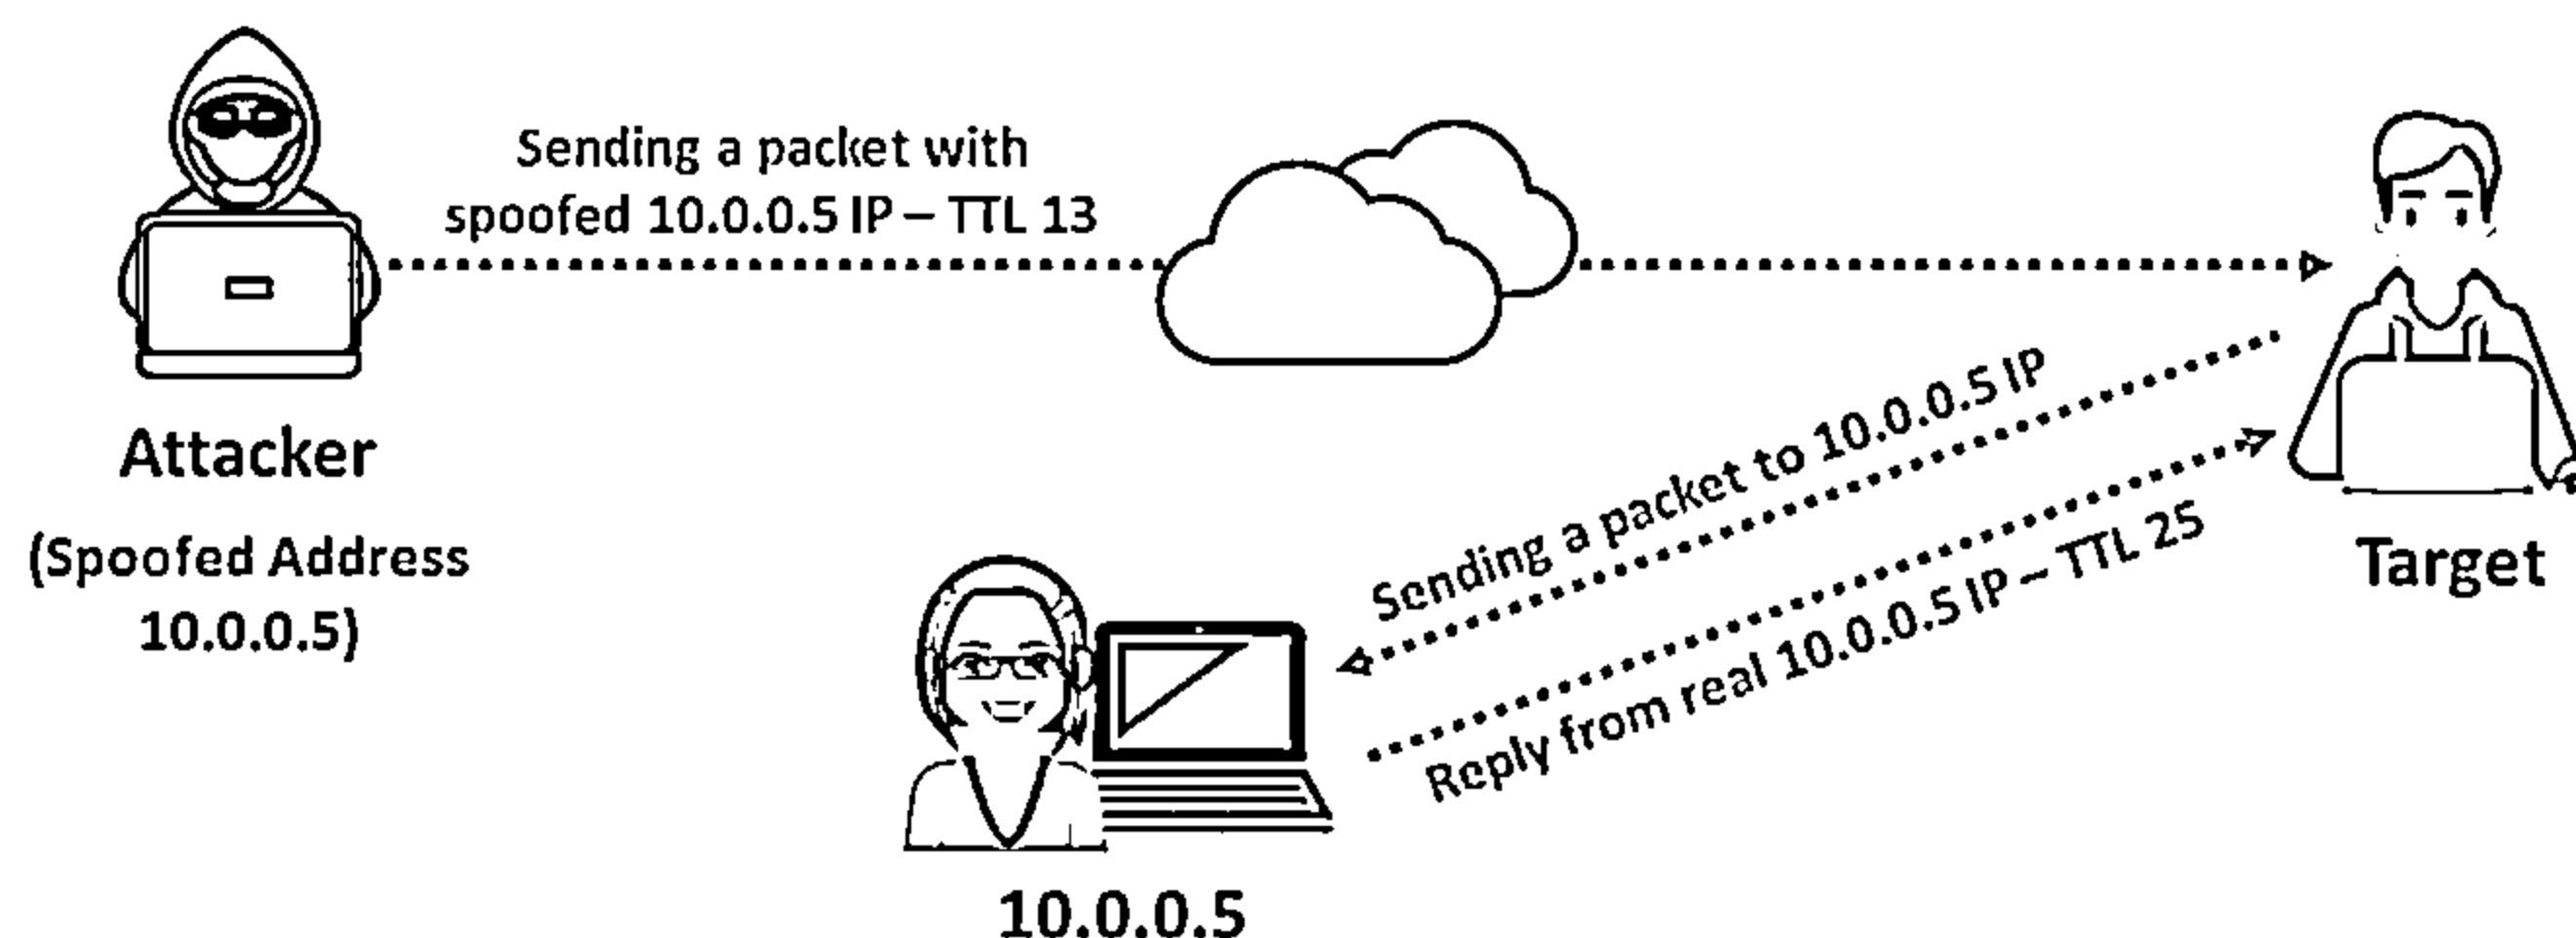 Sending a packet with
spoofed 10.0.0.5 IP – TTL 13
Attacker
(Spoofed Address
10.0.0.5)
Sending a packet to 10.0.0.5 IP
Reply from real 10.0.0.5 IP – TTL 25
Target
10.0.0.5